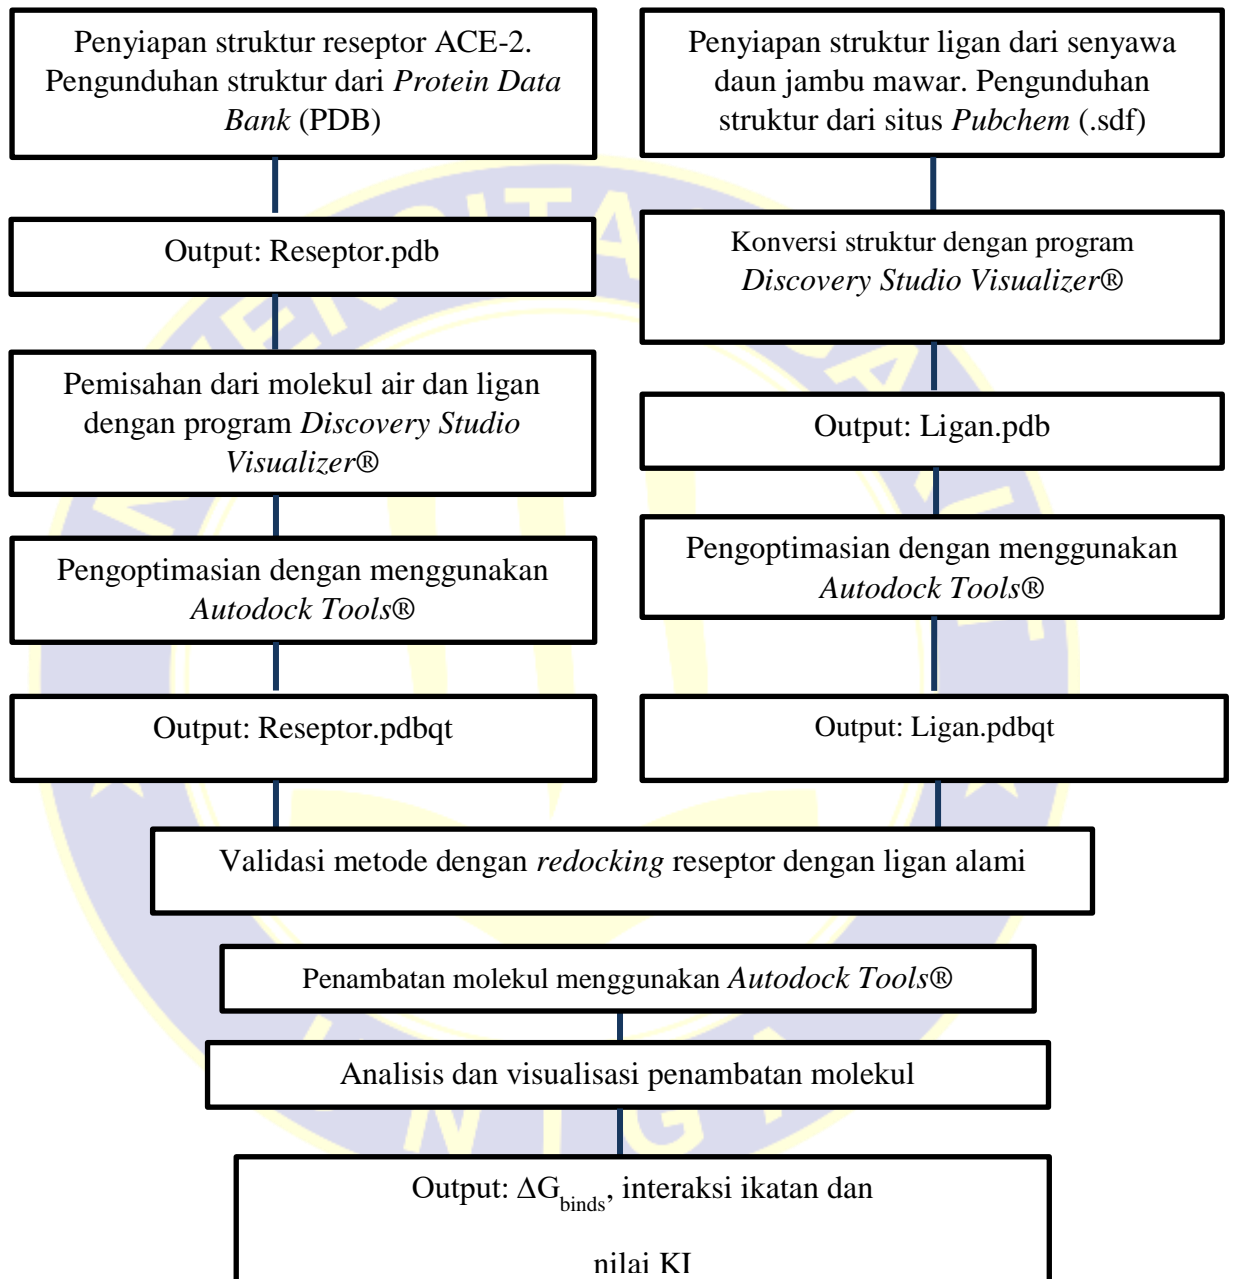 Penyiapan struktur reseptor ACE-2.
Pengunduhan struktur dari Protein Data
Bank (PDB)
Output: Reseptor.pdb
Pemisahan dari molekul air dan ligan
dengan program Discovery Studio
Visualizer®
Pengoptimasian dengan menggunakan
Autodock Tools®
Output: Reseptor.pdbqt
Penyiapan struktur ligan dari senyawa
daun jambu mawar. Pengunduhan
struktur dari situs Pubchem (.sdf)
Konversi struktur dengan program
Discovery Studio Visualizer®
Output: Ligan.pdb
Pengoptimasian dengan menggunakan
Autodock Tools®
Output: Ligan.pdbqt
Validasi metode dengan redocking reseptor dengan ligan alami
Penambatan molekul menggunakan Autodock Tools®
Analisis dan visualisasi penambatan molekul
Output: ΔGbinds, interaksi ikatan dan
nilai KI